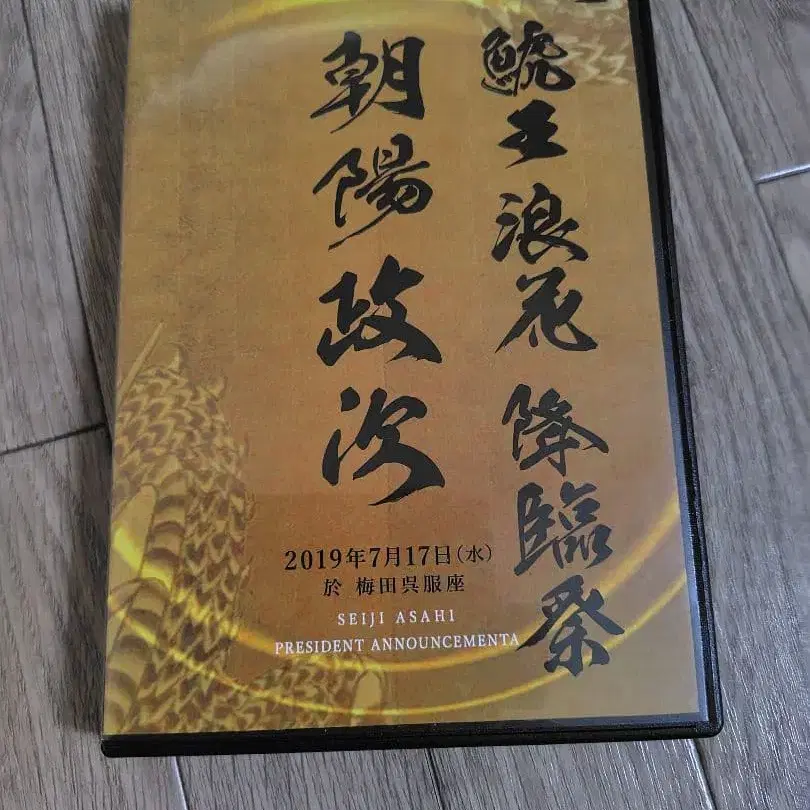 鯱王 浪花 降臨祭
朝陽政次
2019年7月17日(水)
於 梅田呉服座
SEIJI ASAHI
PRESIDENT ANNOUNCEMENTA